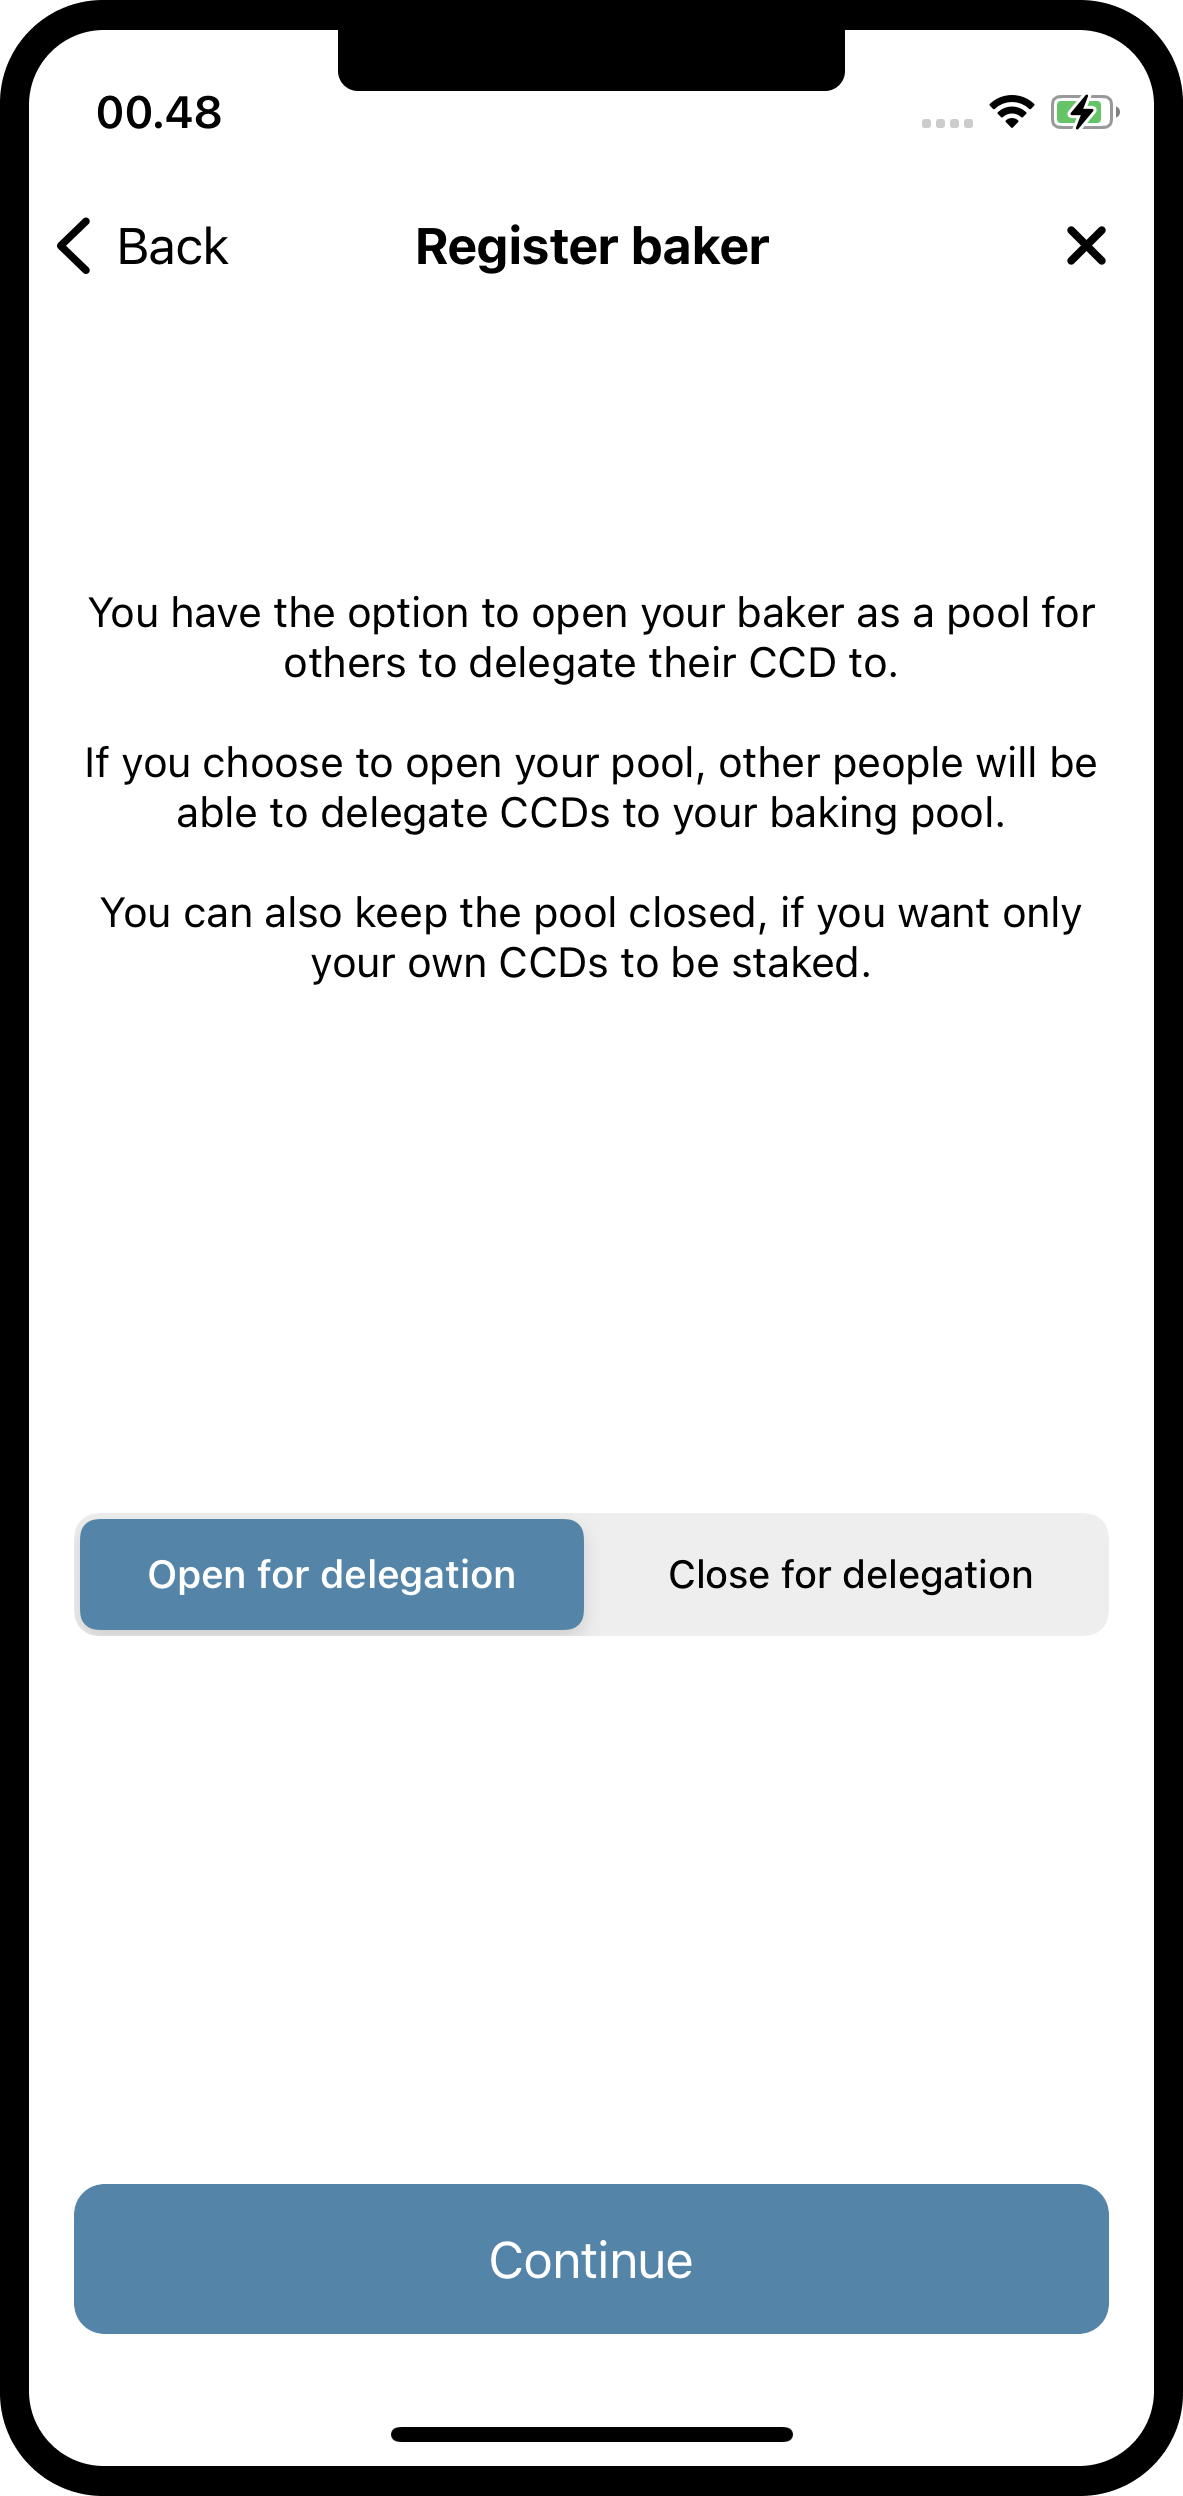 00.48
Back
Register baker
You have the option to open your baker as a pool for
others to delegate their CCD to.
If you choose to open your pool, other people will be
able to delegate CCDs to your baking pool.
You can also keep the pool closed, if you want only
your own CCDs to be staked.
Open for delegation
Close for delegation
Continue